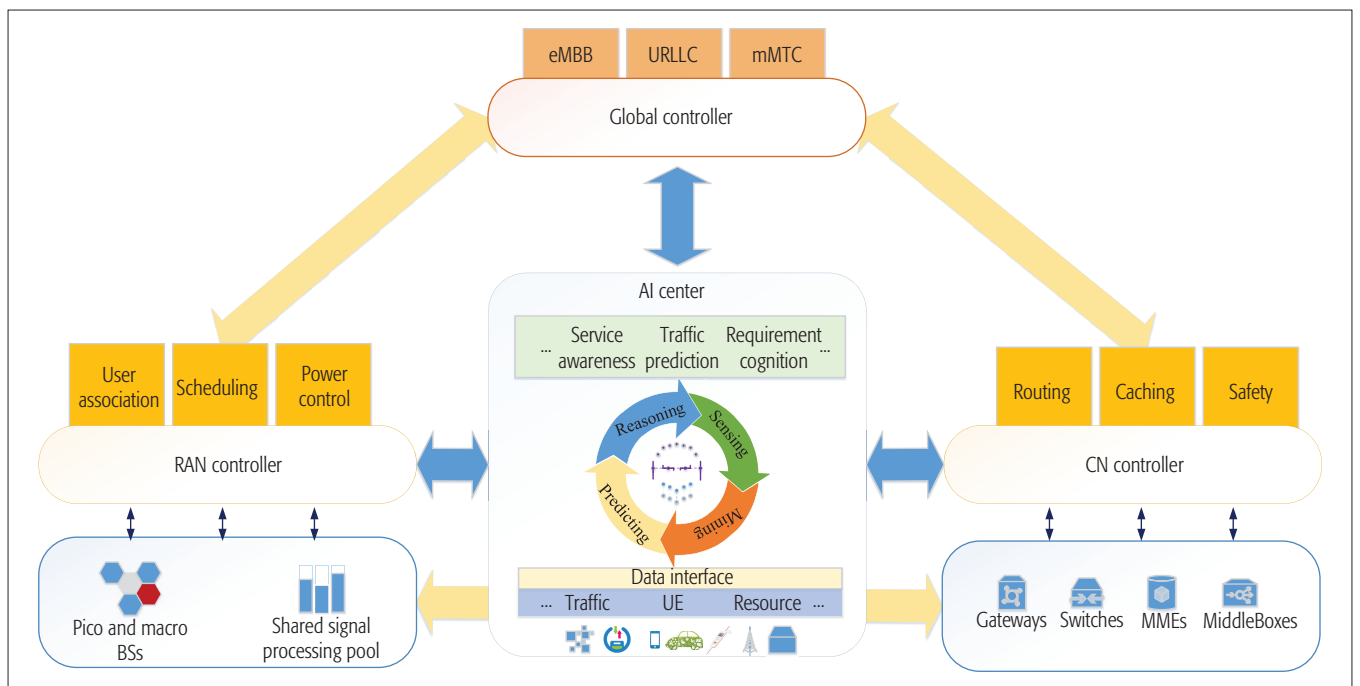 eMBB URLLC mMTC
Global controller
AI center
... Service awareness Traffic prediction Requirement cognition ...
User association
Scheduling
Power control
RAN controller
Reasoning
Sensing
Mining
Predicting
Routing Caching Safety
CN controller
Data interface
... Traffic UE Resource ...
Pico and macro
BSs
Shared signal
processing pool
Gateways Switches MMEs MiddleBoxes